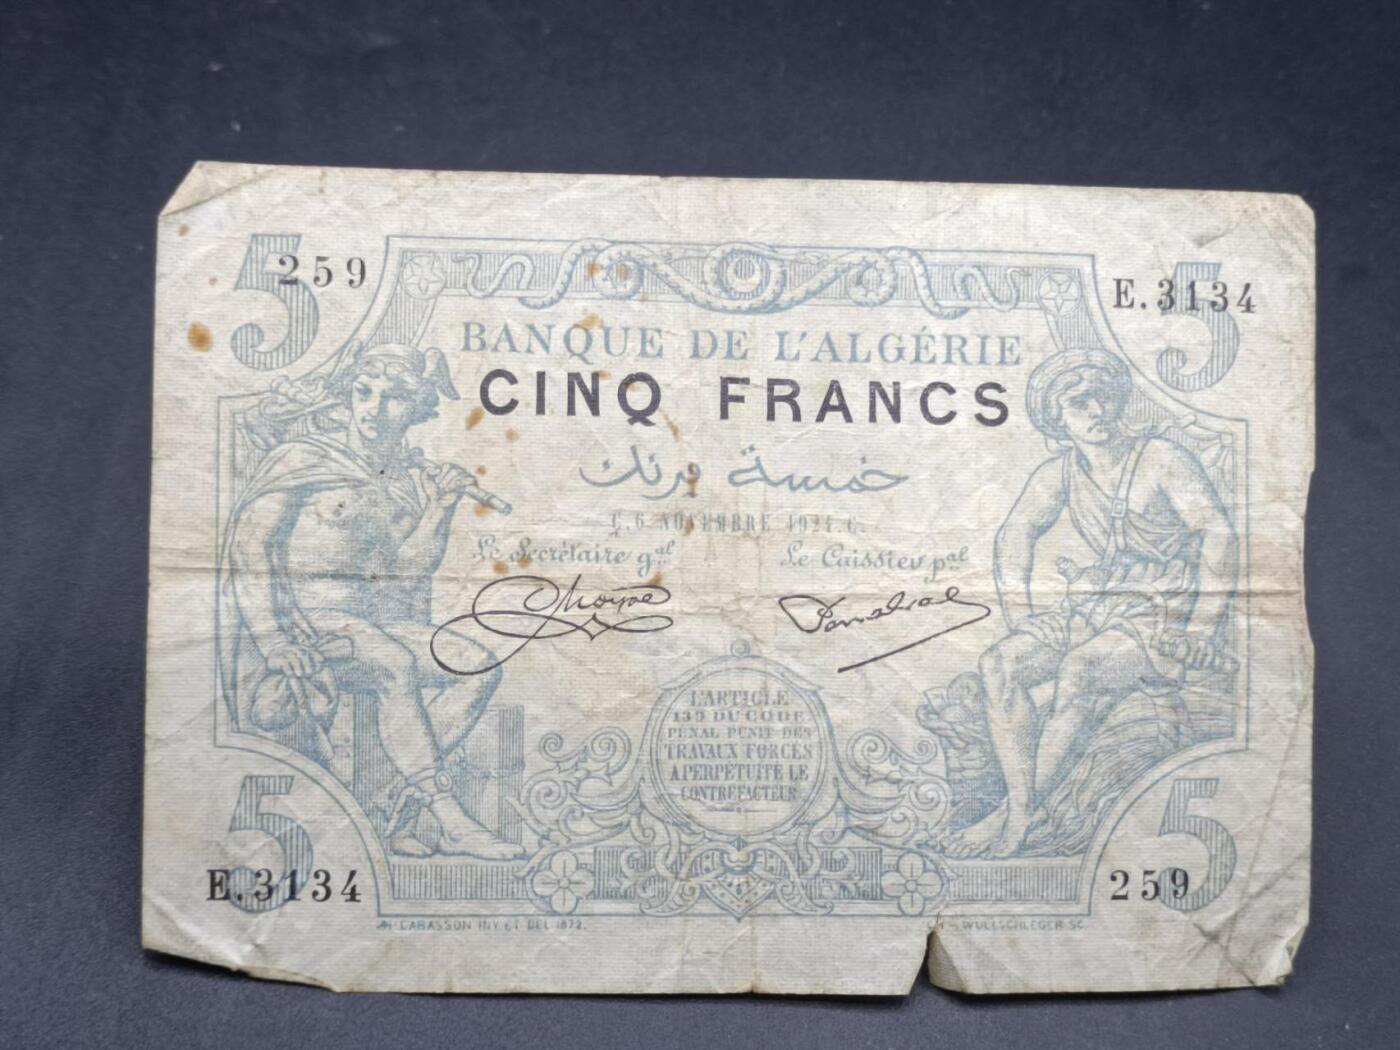 5 259
E.3134 5
BANQUE DE L'ALGÉRIE
CINQ FRANCS
خمسة فرنك
NOVEMBRE
Le Secrétaire gal
Le Caissier pal
L'ARTICLE
139 DU CODE
PÉNAL PUNIT DES
TRAVAUX FORCÉS
A PERPÉTUITÉ LE
CONTREFACTEUR
5
E.3134
5
259
CABASSON INV ET DEL 1872.
WULLSCHLEGER SC.